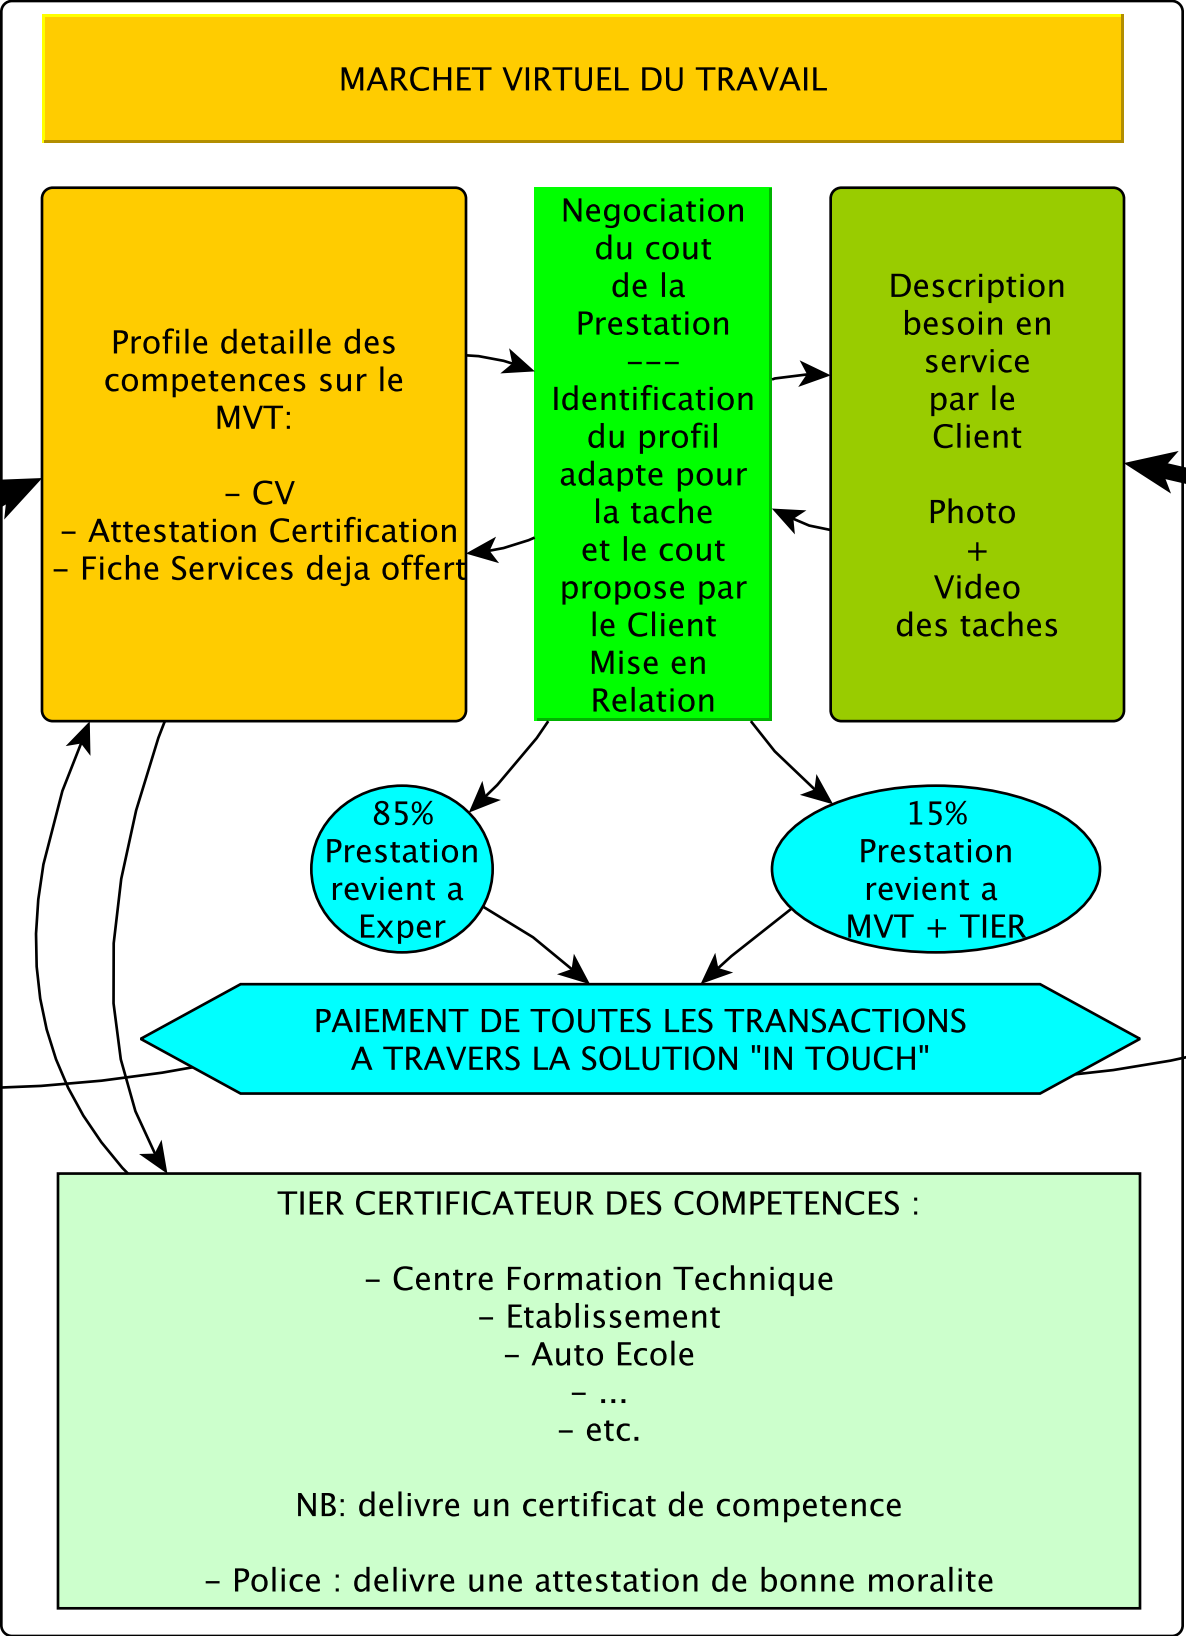 MARCHET VIRTUEL DU TRAVAIL
Profile detaille des
competences sur le
MVT:
- CV
- Attestation Certification
- Fiche Services deja offert
Negociation
du cout
de la
Prestation
---
Identification
du profil
adapte pour
la tache
et le cout
propose par
le Client
Mise en
Relation
Description
besoin en
service
par le
Client
Photo
+
Video
des taches
85%
Prestation
revient a
Exper
15%
Prestation
revient a
MVT + TIER
PAIEMENT DE TOUTES LES TRANSACTIONS
A TRAVERS LA SOLUTION "IN TOUCH"
TIER CERTIFICATEUR DES COMPETENCES :
- Centre Formation Technique
- Etablissement
- Auto Ecole
- ...
- etc.
NB: delivre un certificat de competence
- Police : delivre une attestation de bonne moralite